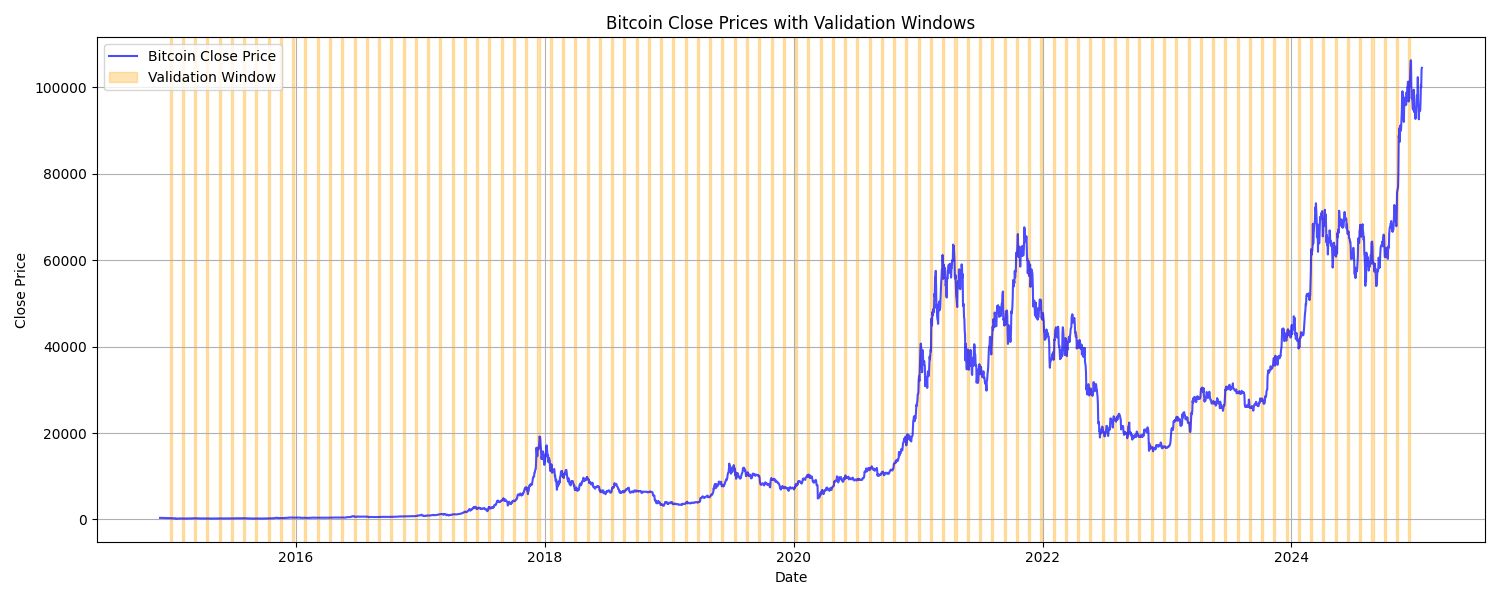 Bitcoin Close Prices with Validation Windows
Bitcoin Close Price
Validation Window
100000
80000
60000
40000
20000
0
Close Price
2016
2018
2020
2022
2024
Date